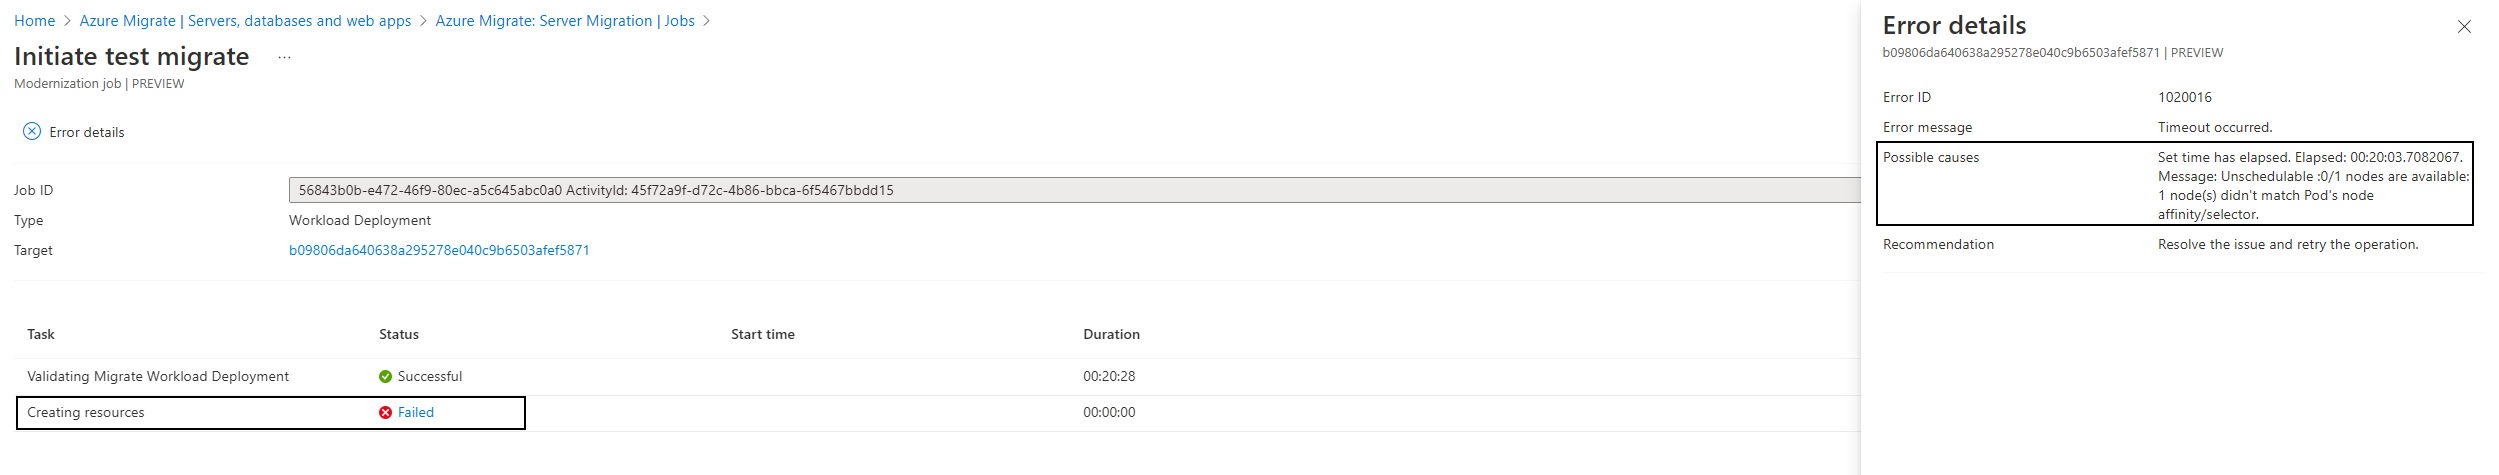 Home > Azure Migrate | Servers, databases and web apps > Azure Migrate: Server Migration | Jobs >
Initiate test migrate ...
Modernization job | PREVIEW
Error details
Job ID 56843b0b-e472-46f9-80ec-a5c645abc0a0 ActivityId: 45f72a9f-d72c-4b86-bbca-6f5467bbdd15
Type Workload Deployment
Target b09806da640638a295278e040c9b6503afef5871
Task Status Start time Duration
Validating Migrate Workload Deployment Successful 00:20:28
Creating resources Failed 00:00:00
Error details
b09806da640638a295278e040c9b6503afef5871 | PREVIEW
Error ID 1020016
Error message Timeout occurred.
Possible causes Set time has elapsed. Elapsed: 00:20:03.7082067.
Message: Unschedulable :0/1 nodes are available:
1 node(s) didn't match Pod's node
affinity/selector.
Recommendation Resolve the issue and retry the operation.